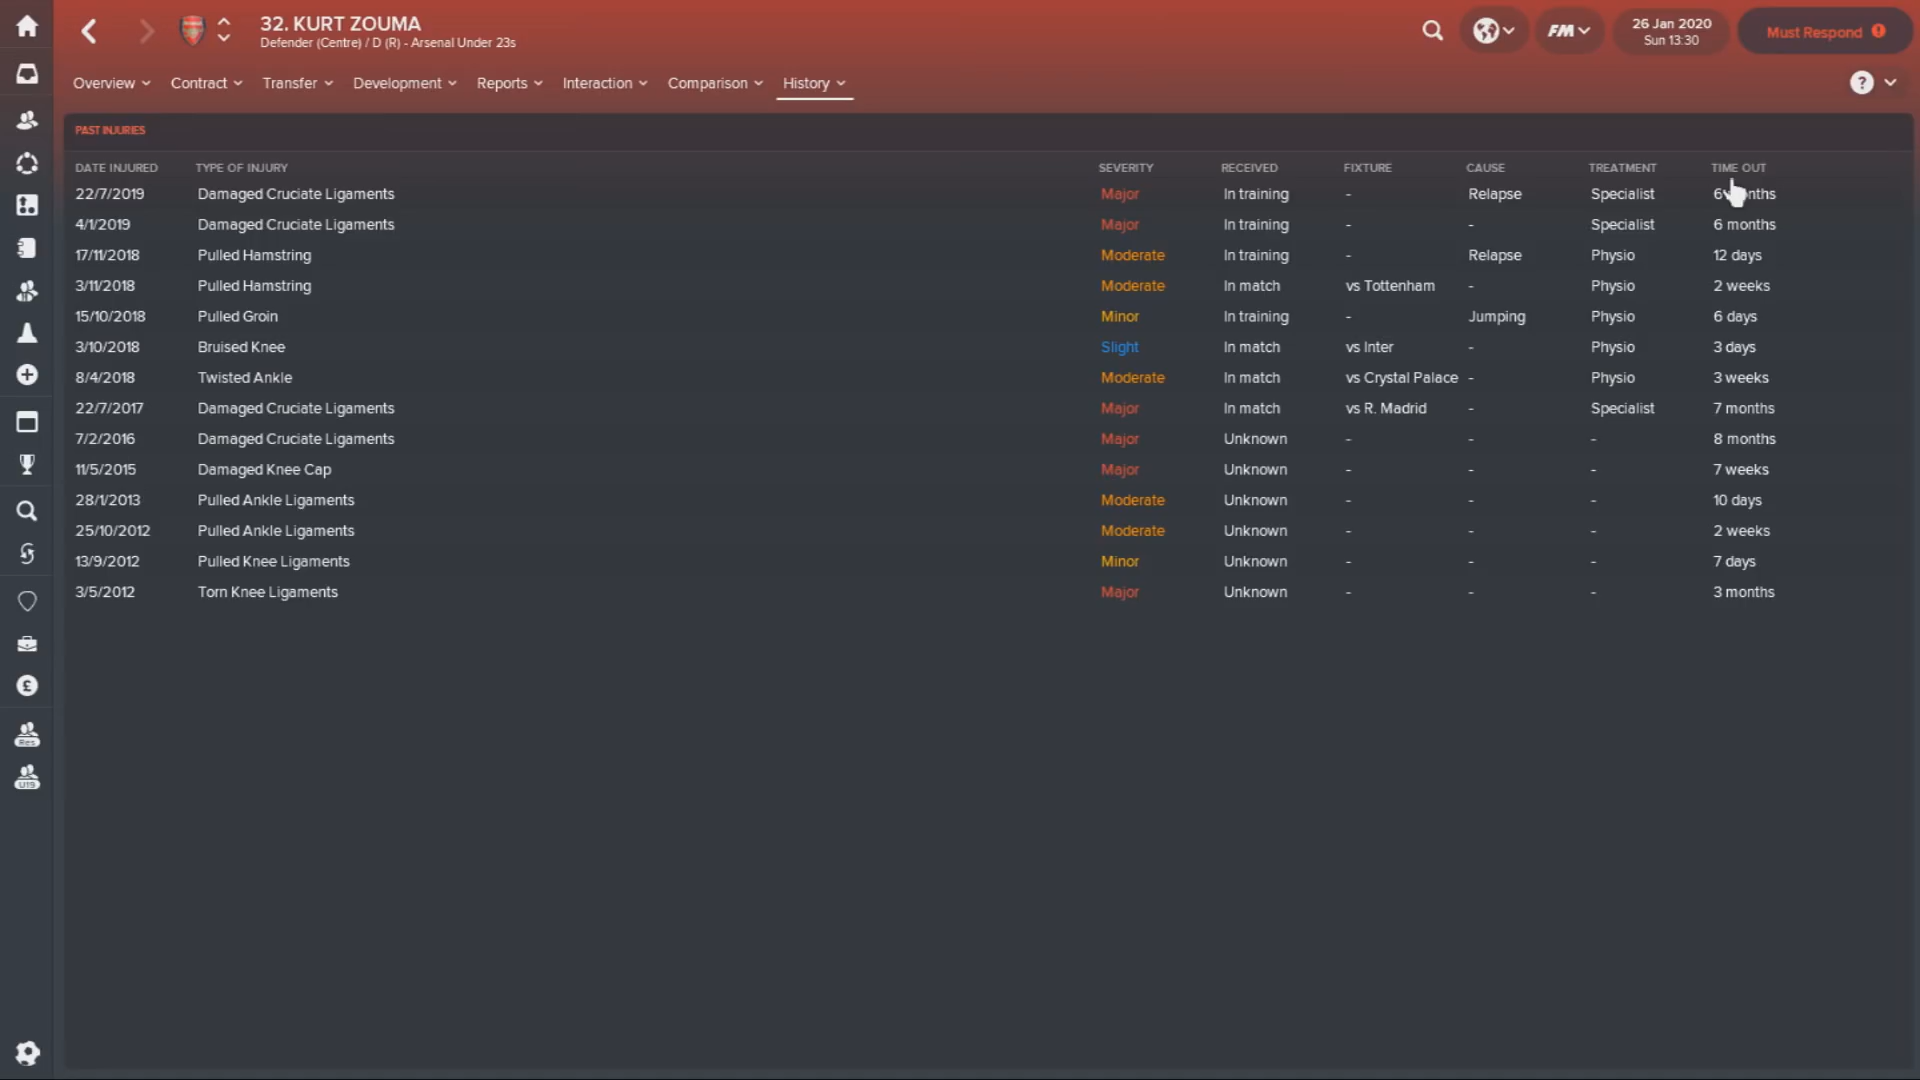 32. KURT ZOUMA
Defender (Centre) / D (R) - Arsenal Under 23s
FM
26 Jan 2020
Sun 13:30
Must Respond
Overview Contract Transfer Development Reports Interaction Comparison History
?
PAST INJURIES
DATE INJURED TYPE OF INJURY SEVERITY RECEIVED FIXTURE CAUSE TREATMENT TIME OUT
22/7/2019 Damaged Cruciate Ligaments Major In training - Relapse Specialist 6
4/1/2019 Damaged Cruciate Ligaments Major In training - - Specialist 6 months
17/11/2018 Pulled Hamstring Moderate In training - Relapse Physio 12 days
3/11/2018 Pulled Hamstring Moderate In match vs Tottenham - Physio 2 weeks
15/10/2018 Pulled Groin Minor In training - Jumping Physio 6 days
3/10/2018 Bruised Knee Slight In match vs Inter - Physio 3 days
8/4/2018 Twisted Ankle Moderate In match vs Crystal Palace - Physio 3 weeks
22/7/2017 Damaged Cruciate Ligaments Major In match vs R. Madrid - Specialist 7 months
7/2/2016 Damaged Cruciate Ligaments Major Unknown - - - 8 months
11/5/2015 Damaged Knee Cap Major Unknown - - - 7 weeks
28/1/2013 Pulled Ankle Ligaments Moderate Unknown - - - 10 days
25/10/2012 Pulled Ankle Ligaments Moderate Unknown - - - 2 weeks
13/9/2012 Pulled Knee Ligaments Minor Unknown - - - 7 days
3/5/2012 Torn Knee Ligaments Major Unknown - - - 3 months
£
Res
U19